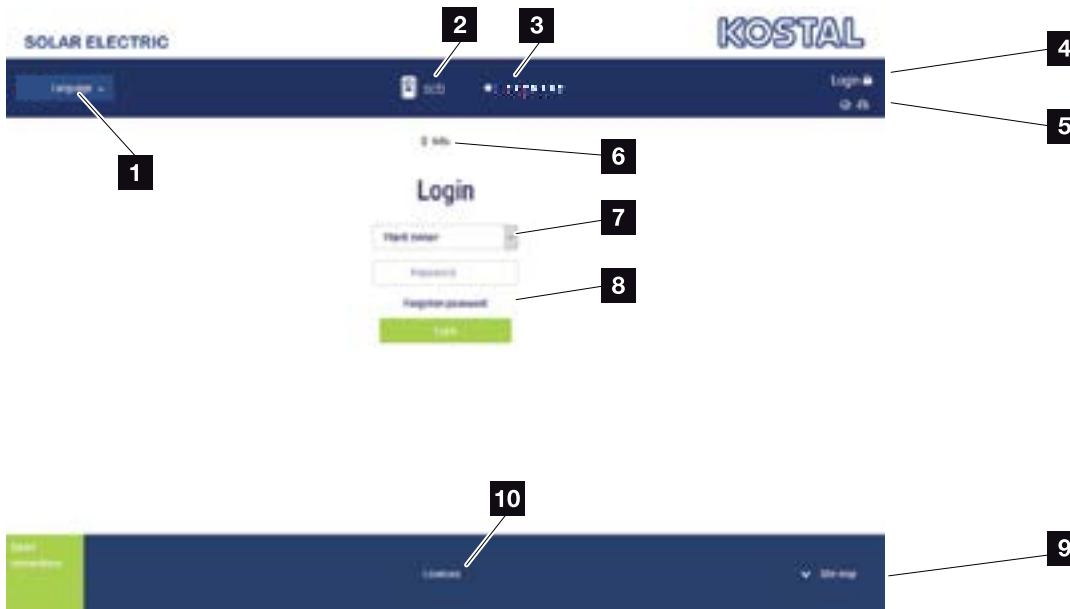 2
3
SOLAR ELECTRIC
KOSTAL
4
Language
scb
Login
5
1
Info
6
Login
7
Plant owner
Password
8
Forgotten password
Login
10
9
Licences
Site map